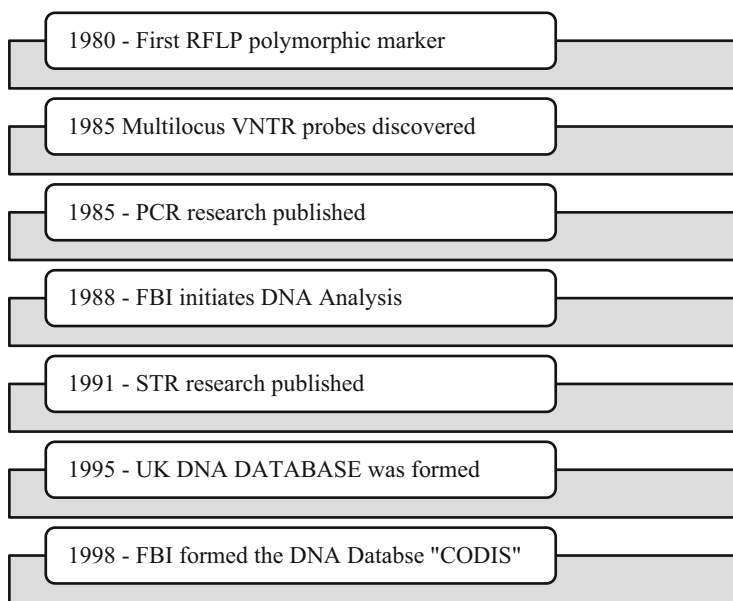 1980 - First RFLP polymorphic marker
1985 Multilocus VNTR probes discovered
1985 - PCR research published
1988 - FBI initiates DNA Analysis
1991 - STR research published
1995 - UK DNA DATABASE was formed
1998 - FBI formed the DNA Databse "CODIS"